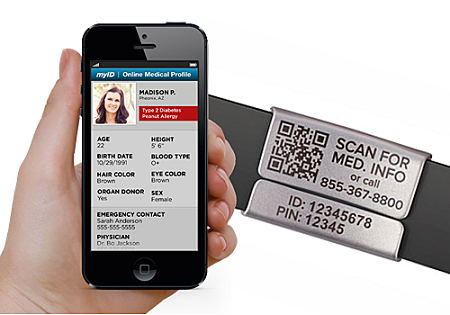 myID | Online Medical Profile
MADISON P.
Phoenix, AZ
Type 2 Diabetes
Peanut Allergy
AGE
22
HEIGHT
5' 6"
BIRTH DATE
10/29/1991
BLOOD TYPE
O+
HAIR COLOR
Brown
EYE COLOR
Brown
ORGAN DONOR
Yes
SEX
Female
EMERGENCY CONTACT
Sarah Anderson
555-555-5555
PHYSICIAN
Dr. Bo Jackson
SCAN FOR
MED. INFO
or call
855-367-8800
ID: 12345678
PIN: 12345